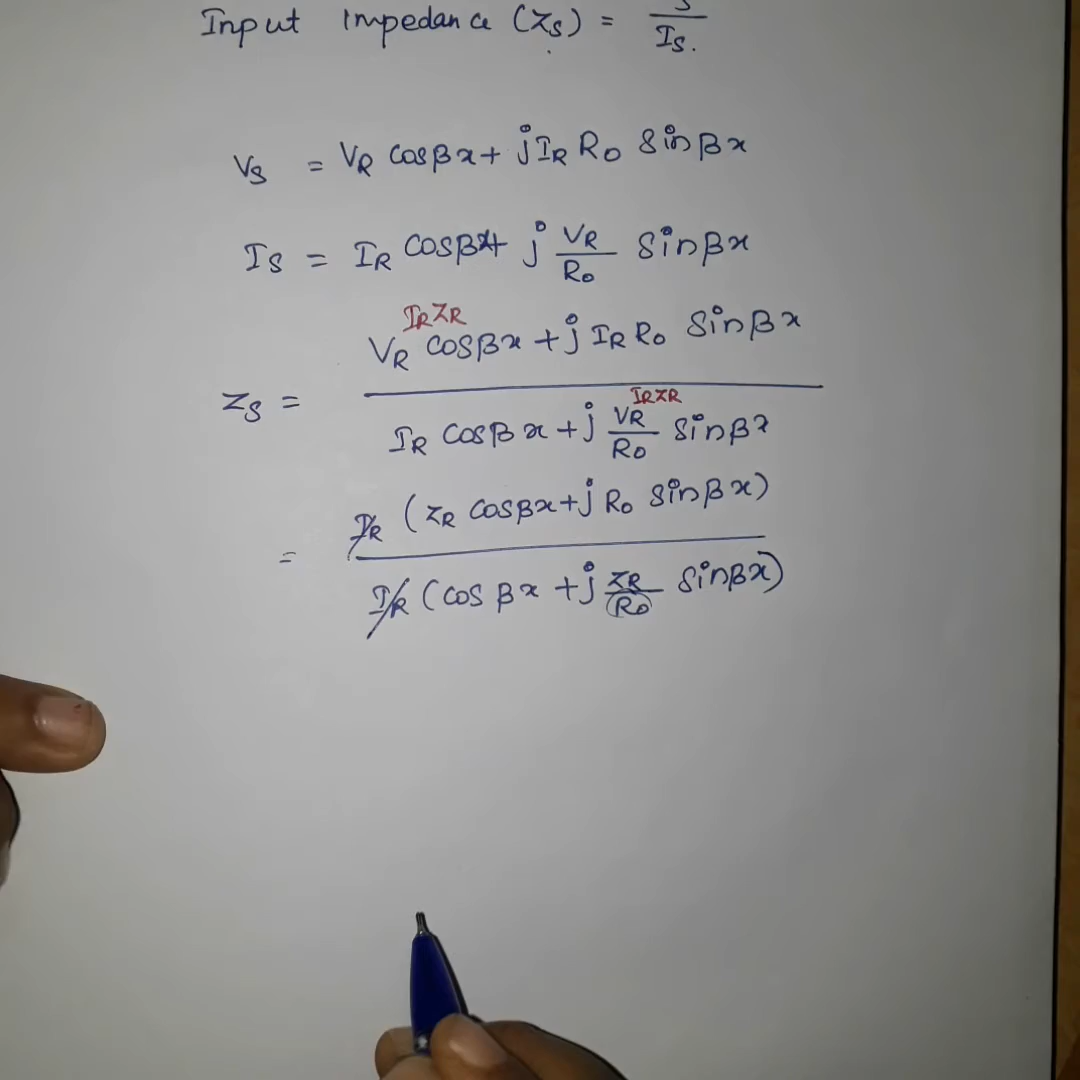 Input Impedance (ZS) = S / IS.
VS = VR cosβx + j IR R0 sinβx
IS = IR cosβx + j VR/R0 sinβx
IRZR
VR cosβx + j IR R0 sinβx
ZS =
IRZR
IR cosβx + j VR/R0 sinβx
IR (ZR cosβx + j R0 sinβx)
=
IR (cos βx + j ZR/R0 sinβx)